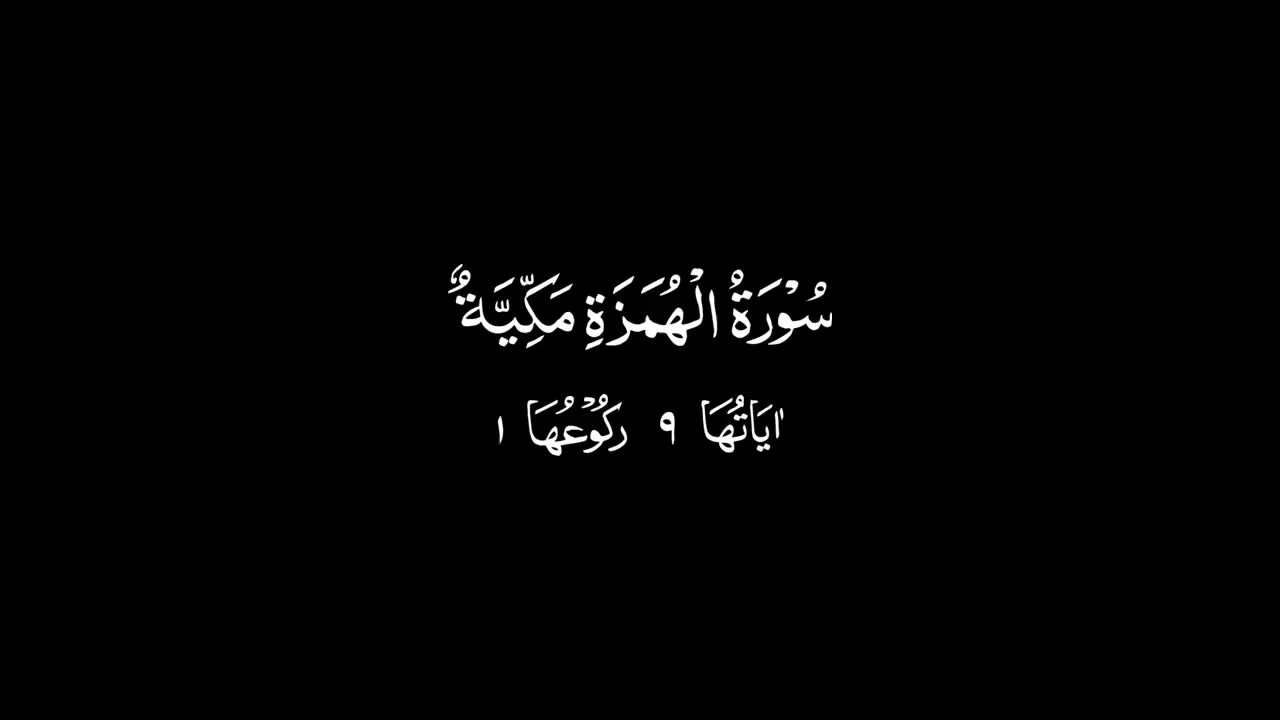 سُوْرَةُ الْهُمَزَةِ مَكِّيَّةٌ
اٰيَاتُهَا ٩ رُكُوْعُهَا ١